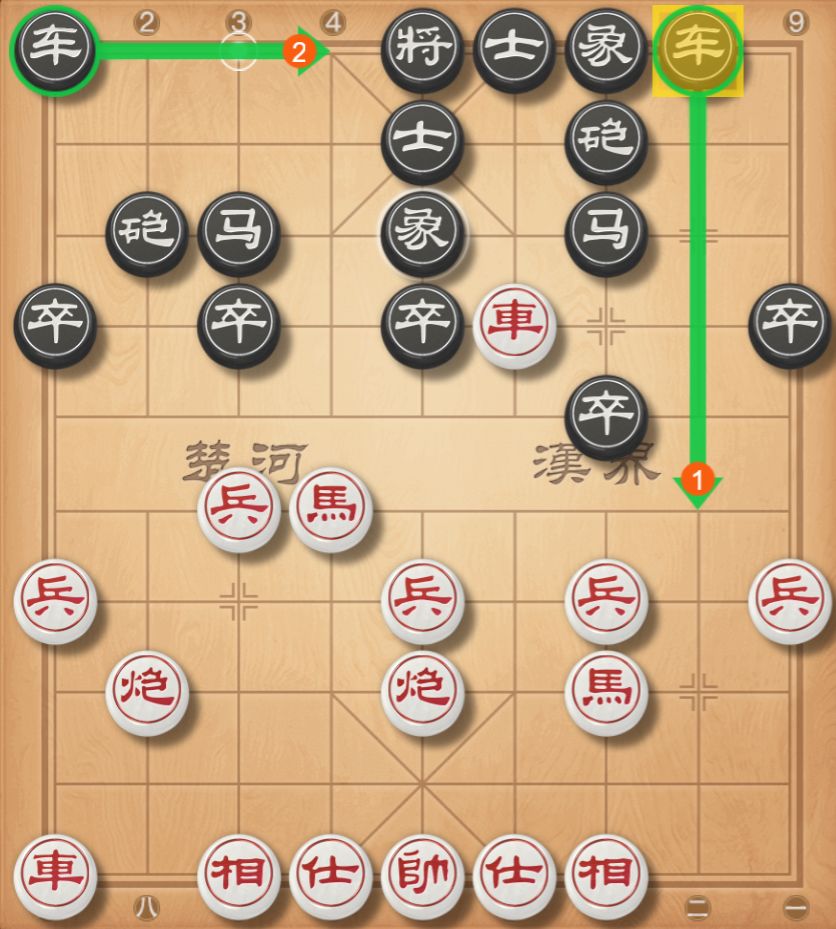 2 3 4 9
车 2 将 士 象 车
士 砲
砲 马 象 马
卒 卒 卒 車 卒
卒
楚河 漢界
1
兵 馬
兵 兵 兵 兵
炮 炮 馬
車 相 仕 帥 仕 相
八 二 一